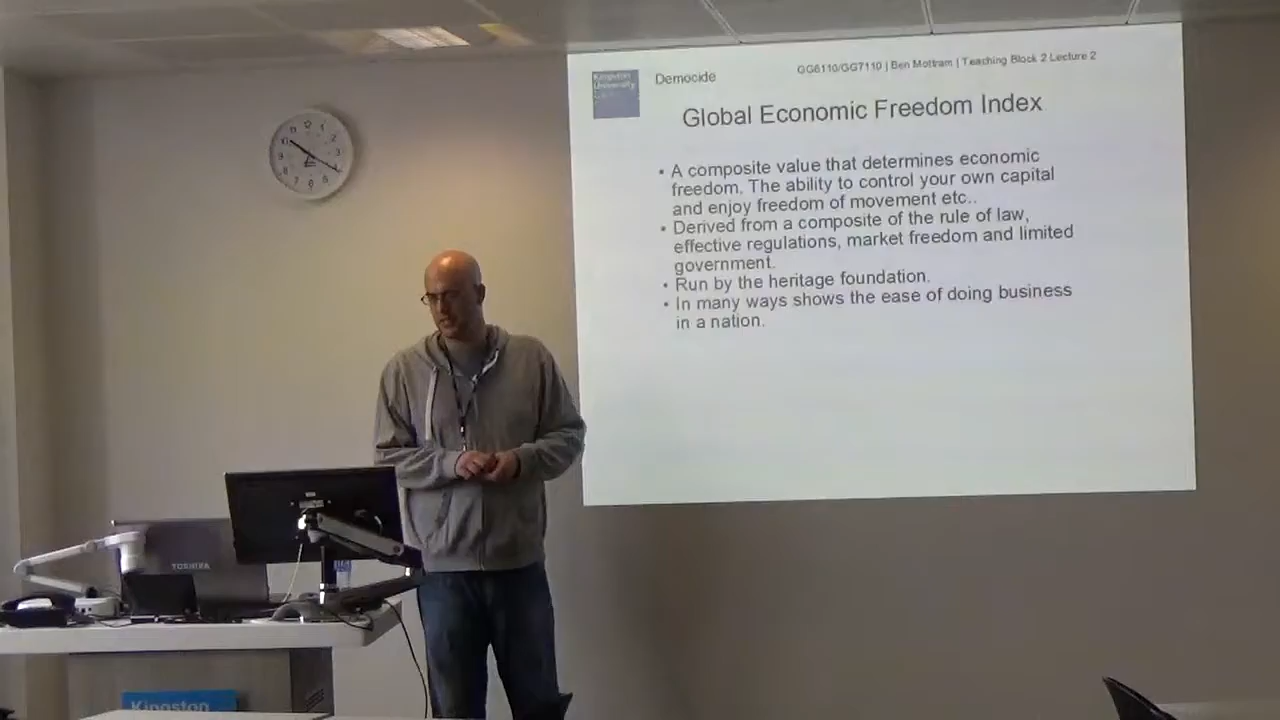 Kingston
University
Democide
GG6110/GG7110 | Ben Mottram | Teaching Block 2 Lecture 2
Global Economic Freedom Index
• A composite value that determines economic
freedom. The ability to control your own capital
and enjoy freedom of movement etc..
• Derived from a composite of the rule of law,
effective regulations, market freedom and limited
government.
• Run by the heritage foundation.
• In many ways shows the ease of doing business
in a nation.
TOSHIBA
Kingston